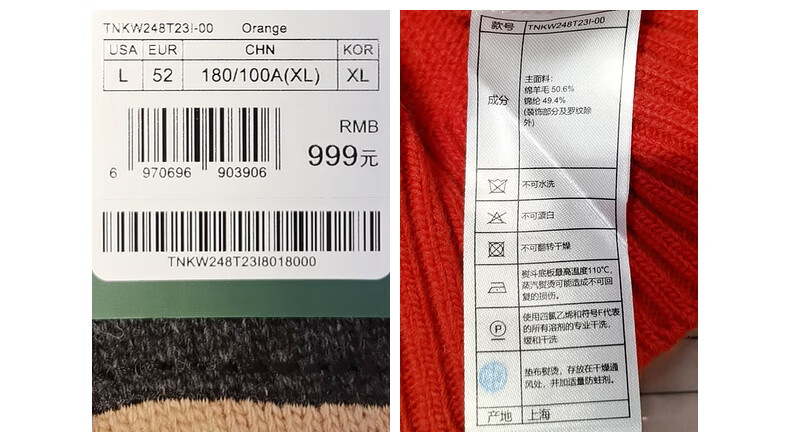 TNKW248T23I-00 Orange
USA EUR CHN KOR
L 52 180/100A(XL) XL
RMB
999元
6 970696 903906
TNKW248T23I8018000
款号 TNKW248T23I-00
成分
主面料:
绵羊毛 50.6%
锦纶 49.4%
(装饰部分及罗纹除
外)
不可水洗
不可漂白
不可翻转干燥
熨斗底板最高温度110℃,
蒸汽熨烫可能造成不可回
复的损伤。
P
使用四氯乙烯和符号F代表
的所有溶剂的专业干洗,
缓和干洗
垫布熨烫,存放在干燥通
风处,并加适量防蛀剂。
产地 上海